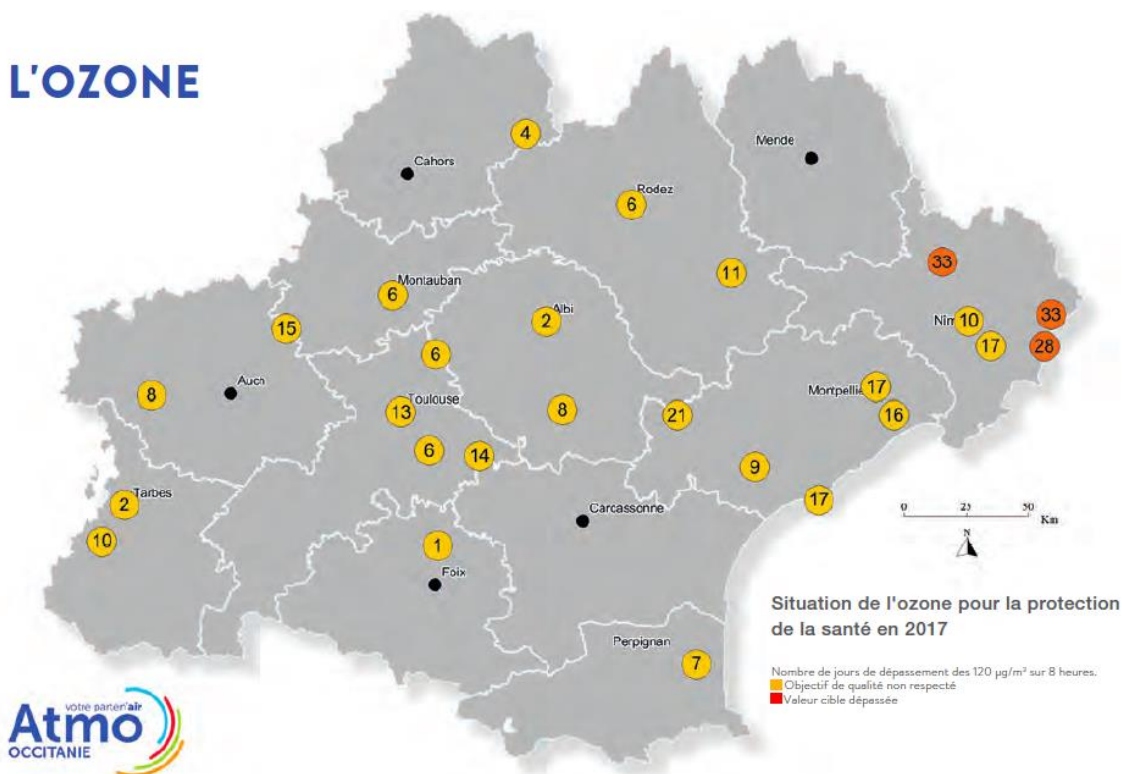 L'OZONE
4
Cahors
Mende
6
Rodez
33
11
Montauban
6
Albi
2
33
15
Nîm
10
6
17
28
Auch
8
Toulouse
13
8
21
Montpellie
17
16
6
14
9
Tarbes
2
Carcassonne
17
10
1
Foix
0 25 50
Km
N
Situation de l'ozone pour la protection
de la santé en 2017
Perpignan
7
Nombre de jours de dépassement des 120 µg/m³ sur 8 heures.
Objectif de qualité non respecté
Valeur cible dépassée
votre parten'air
Atmo
OCCITANIE